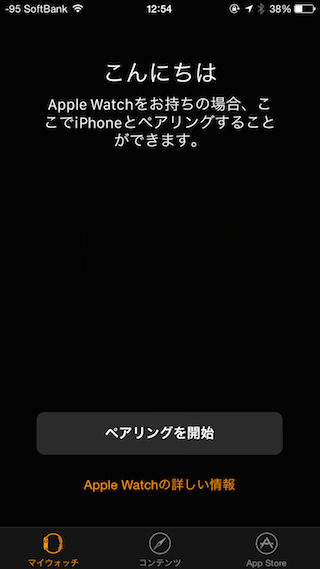 -95 SoftBank 12:54 38%
こんにちは
Apple Watchをお持ちの場合、こ
こでiPhoneとペアリングすること
ができます。
ペアリングを開始
Apple Watchの詳しい情報
マイウォッチ コンテンツ App Store